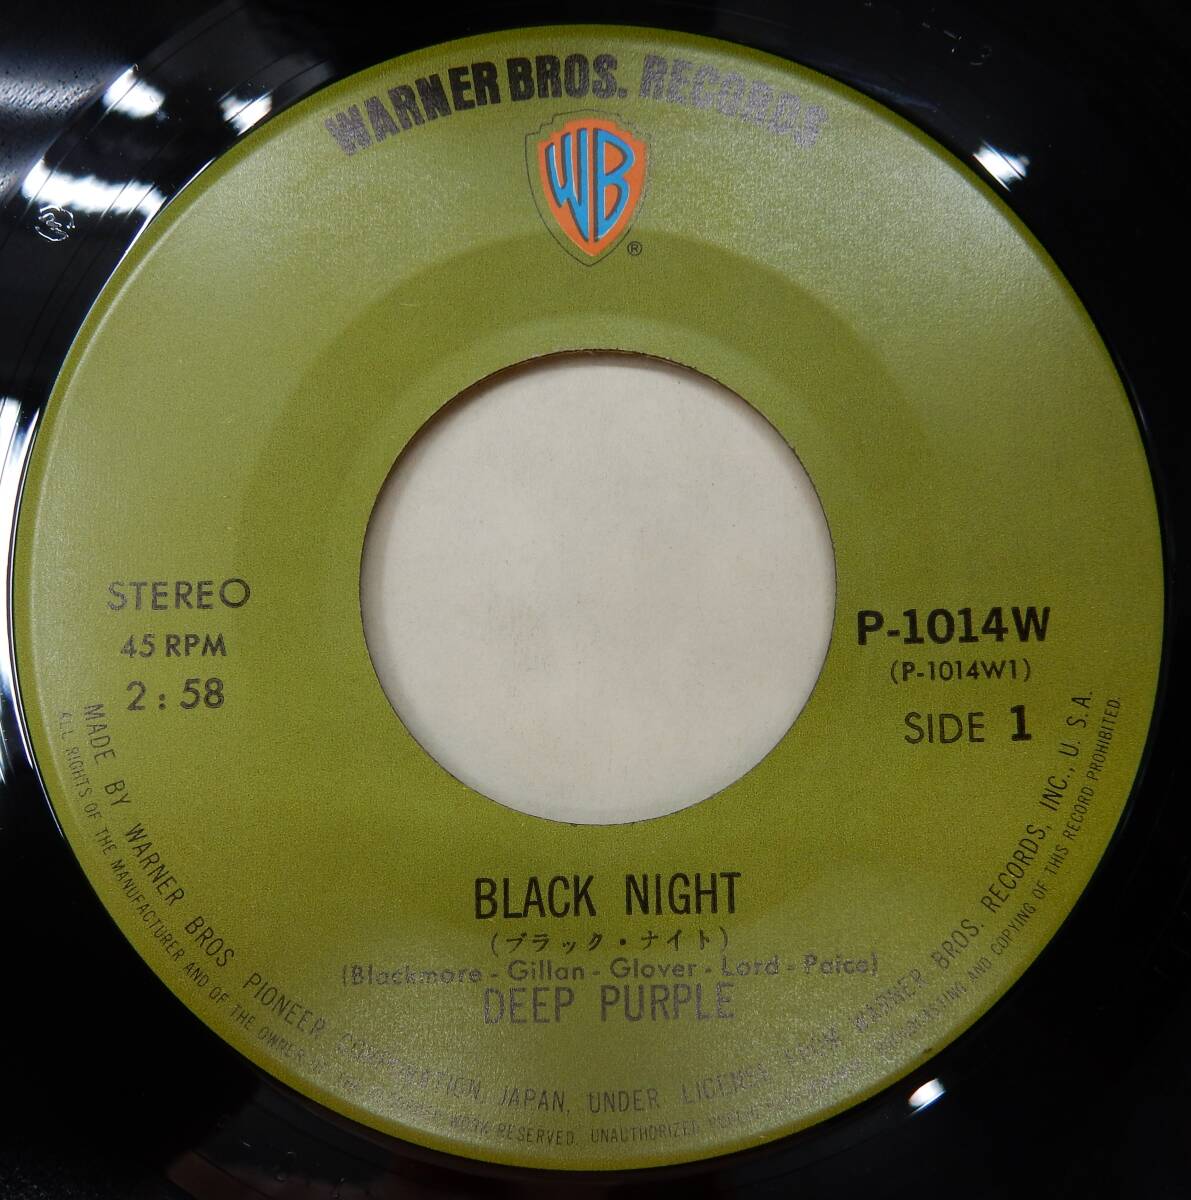 WARNER BROS. RECORDS
WB
®
STEREO
45 RPM
2:58
P-1014W
(P-1014W1)
SIDE 1
BLACK NIGHT
(ブラック・ナイト)
(Blackmore - Gillan - Glover - Lord - Paice)
DEEP PURPLE
MADE BY WARNER BROS PIONEER CORPORATION, JAPAN, UNDER LICENSE FROM WARNER BROS. RECORDS, INC., U.S.A.
ALL RIGHTS OF THE MANUFACTURER AND OF THE OWNER OF THE RECORDED WORK RESERVED. UNAUTHORIZED PUBLIC PERFORMANCE BROADCASTING AND COPYING OF THIS RECORD PROHIBITED.